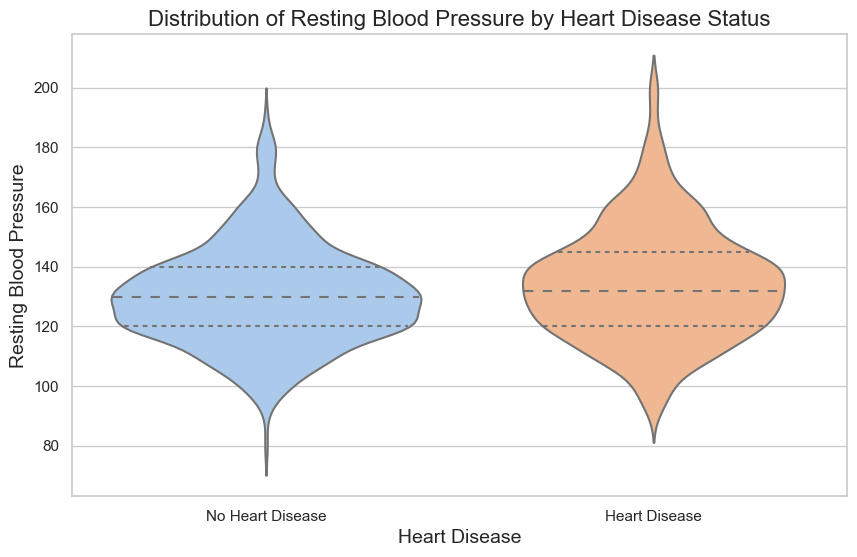 Distribution of Resting Blood Pressure by Heart Disease Status
Resting Blood Pressure
200
180
160
140
120
100
80
No Heart Disease
Heart Disease
Heart Disease